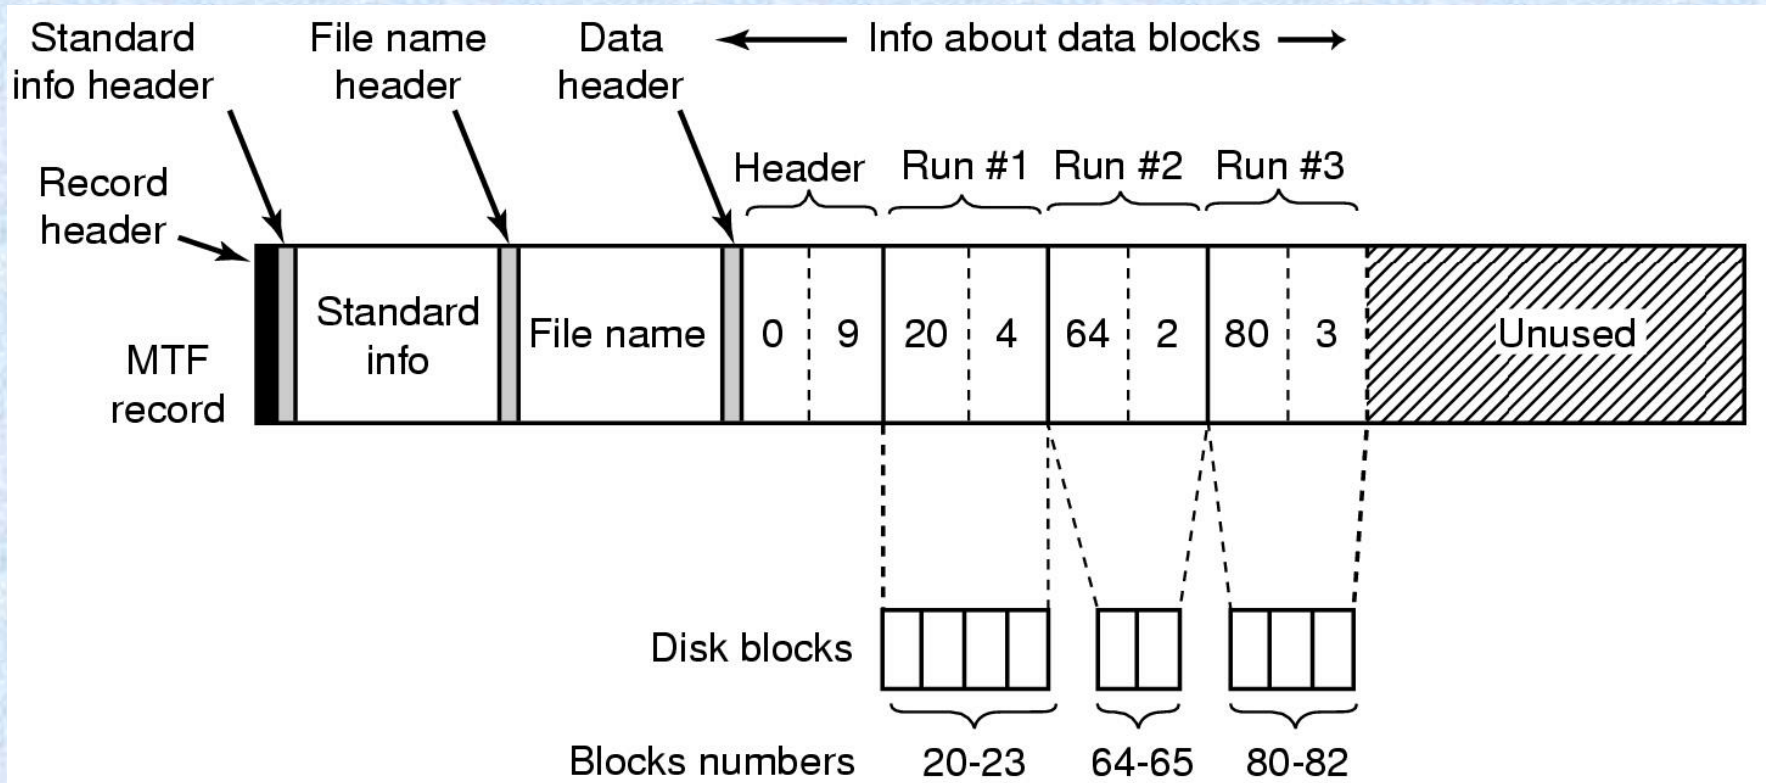 Standard
info header
File name
header
Data
header
Info about data blocks
Record
header
Header
Run #1
Run #2
Run #3
MTF
record
Standard
info
File name
0 9 20 4 64 2 80 3
Unused
Disk blocks
Blocks numbers 20-23 64-65 80-82